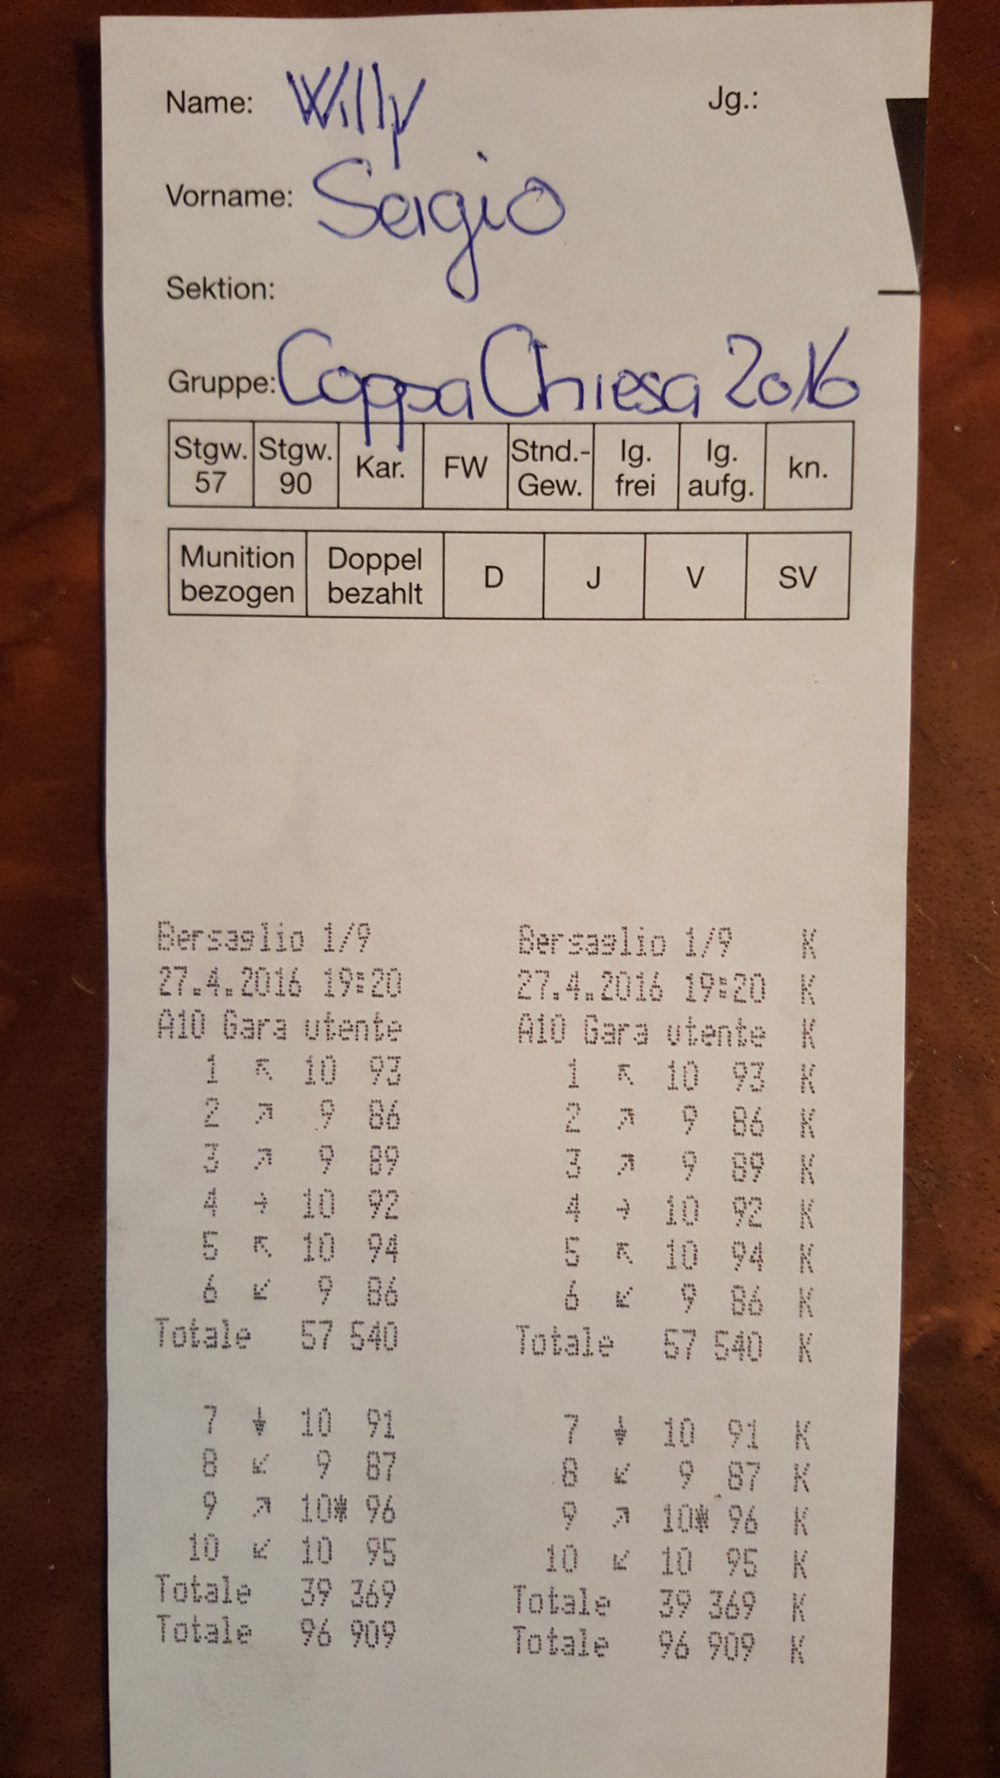 Name: Willy Jg.:
Vorname: Sergio
Sektion:
Gruppe: Coppa Chiesa 2016
Stgw. 57 Stgw. 90 Kar. FW Stnd.-Gew. lg. frei lg. aufg. kn.
Munition bezogen Doppel bezahlt D J V SV
Bersaglio 1/9 Bersaglio 1/9 K
27.4.2016 19:20 27.4.2016 19:20 K
A10 Gara utente A10 Gara utente K
1 ↖ 10 93 1 ↖ 10 93 K
2 ↗ 9 86 2 ↗ 9 86 K
3 ↗ 9 89 3 ↗ 9 89 K
4 → 10 92 4 → 10 92 K
5 ↖ 10 94 5 ↖ 10 94 K
6 ↙ 9 86 6 ↙ 9 86 K
Totale 57 540 Totale 57 540 K
7 ↓ 10 91 7 ↓ 10 91 K
8 ↙ 9 87 8 ↙ 9 87 K
9 ↗ 10* 96 9 ↗ 10* 96 K
10 ↙ 10 95 10 ↙ 10 95 K
Totale 39 369 Totale 39 369 K
Totale 96 909 Totale 96 909 K